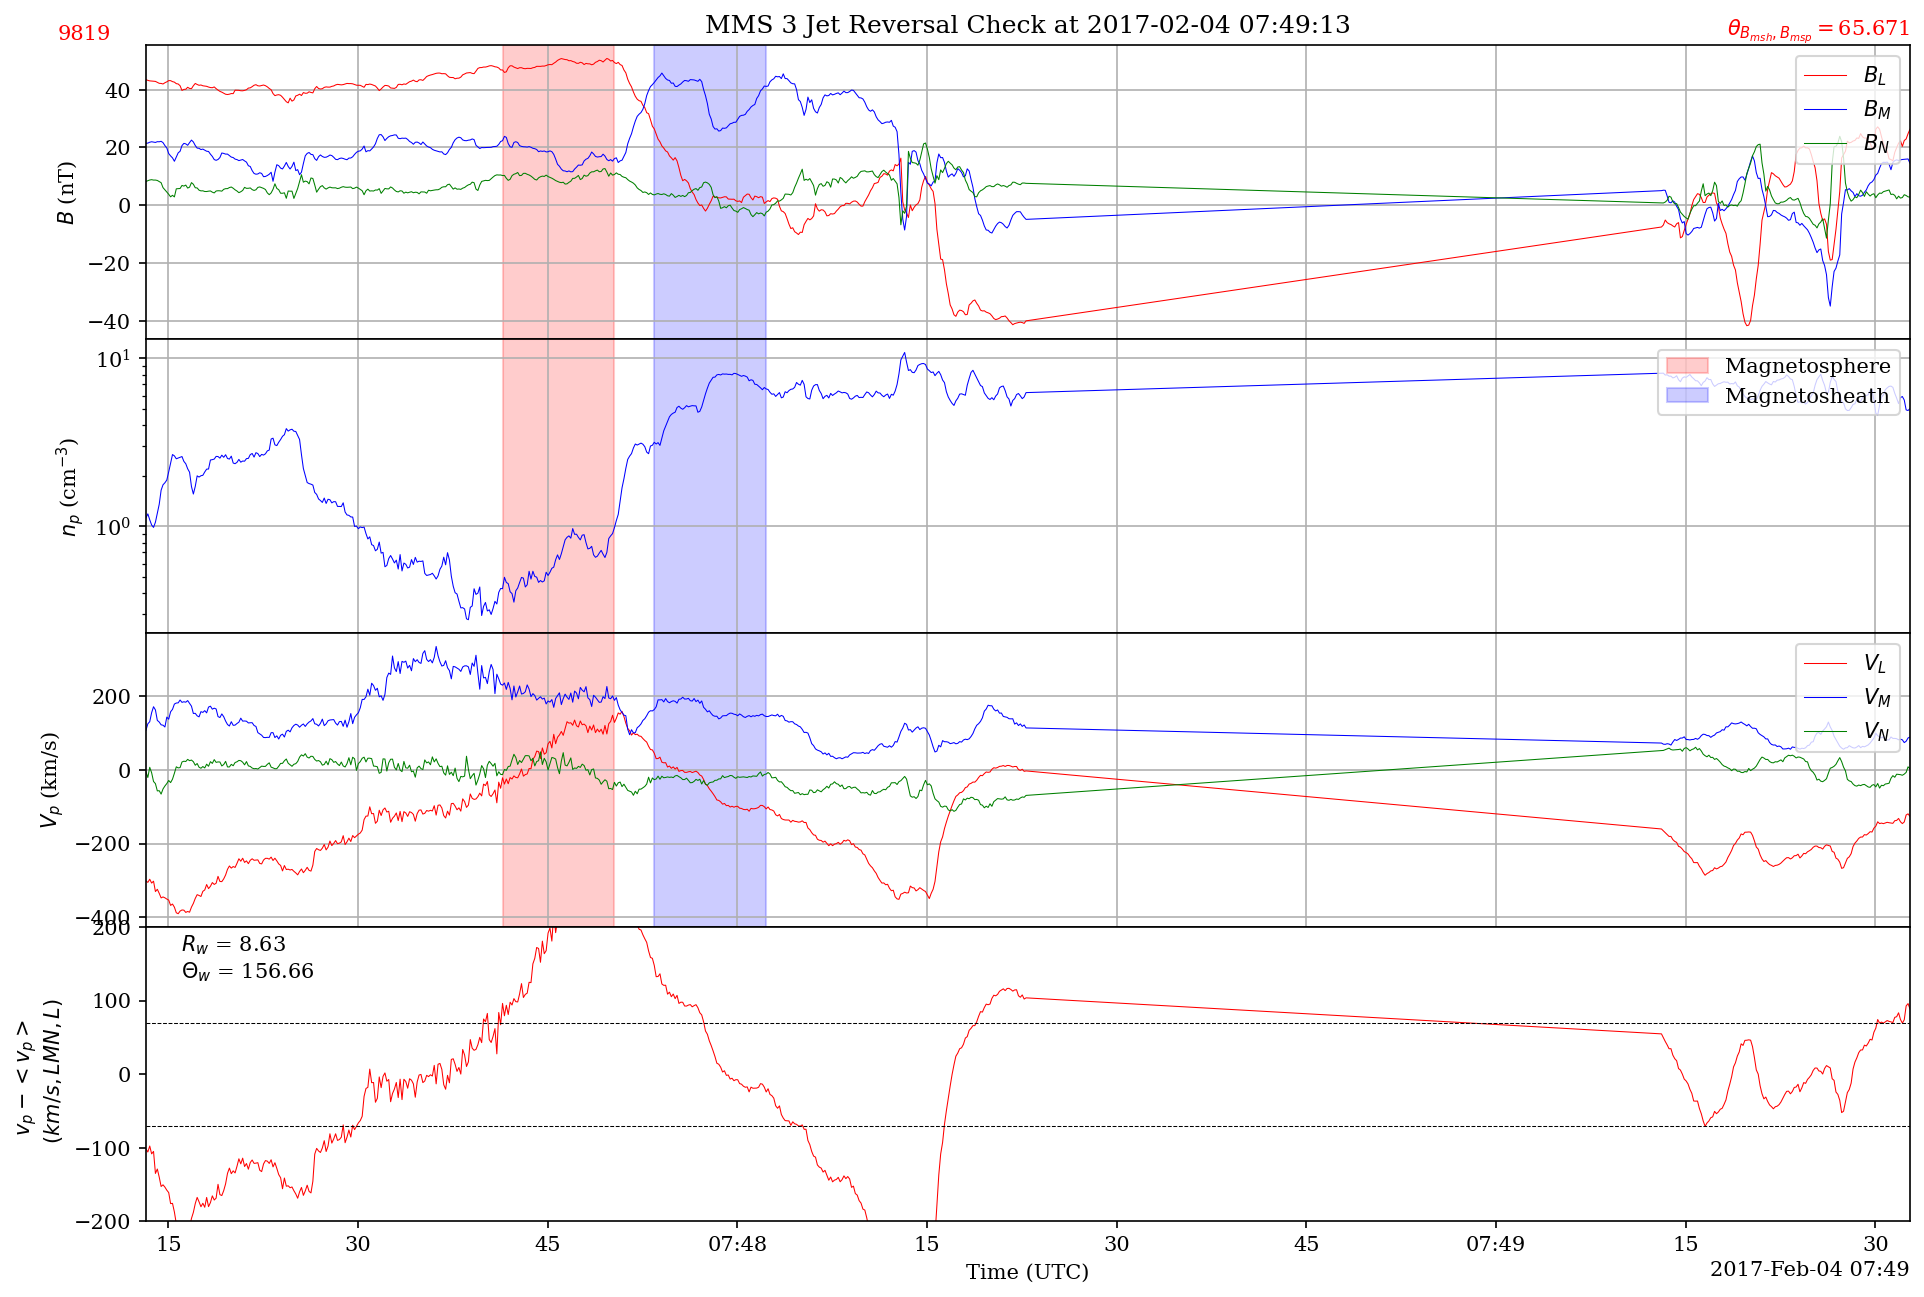 9819
MMS 3 Jet Reversal Check at 2017-02-04 07:49:13
θ_{B_{msh}, B_{msp}} = 65.671
B (nT)
40
20
0
−20
−40
B_L
B_M
B_N
n_p (cm^{−3})
10^1
10^0
Magnetosphere
Magnetosheath
V_p (km/s)
200
0
−200
−400
V_L
V_M
V_N
v_p − < v_p >
(km/s, LMN, L)
200
100
0
−100
−200
R_w = 8.63
Θ_w = 156.66
15 30 45 07:48 15 30 45 07:49 15 30
Time (UTC)
2017-Feb-04 07:49